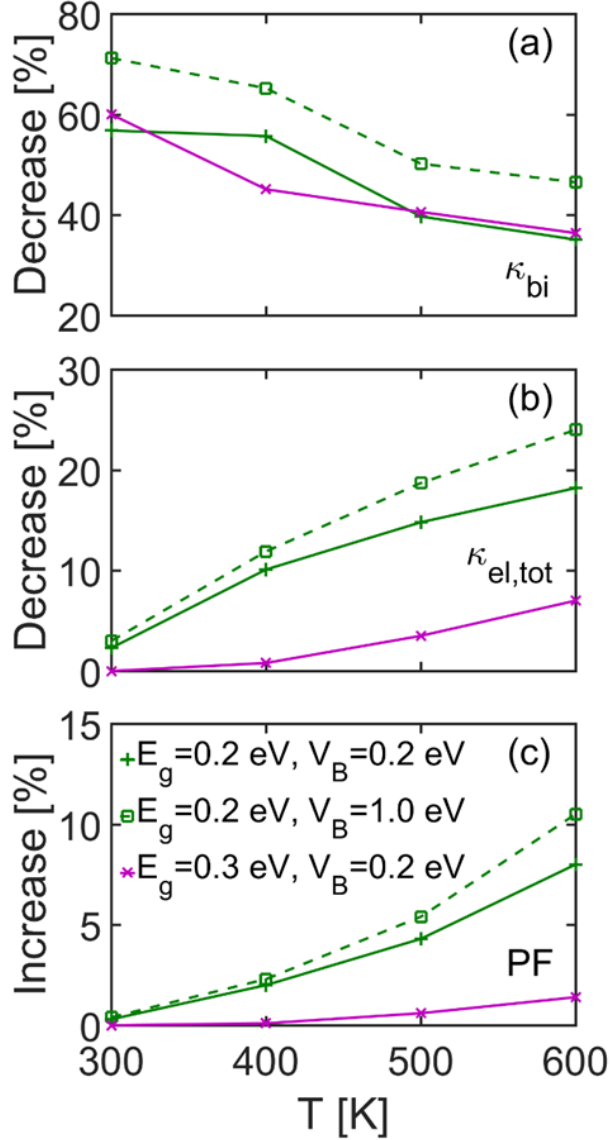 80
(a)
60
40
20
Decrease [%]
κbi
30
(b)
20
10
0
Decrease [%]
κel,tot
15
(c)
Eg=0.2 eV, VB=0.2 eV
Eg=0.2 eV, VB=1.0 eV
10
Eg=0.3 eV, VB=0.2 eV
5
0
Increase [%]
PF
300 400 500 600
T [K]